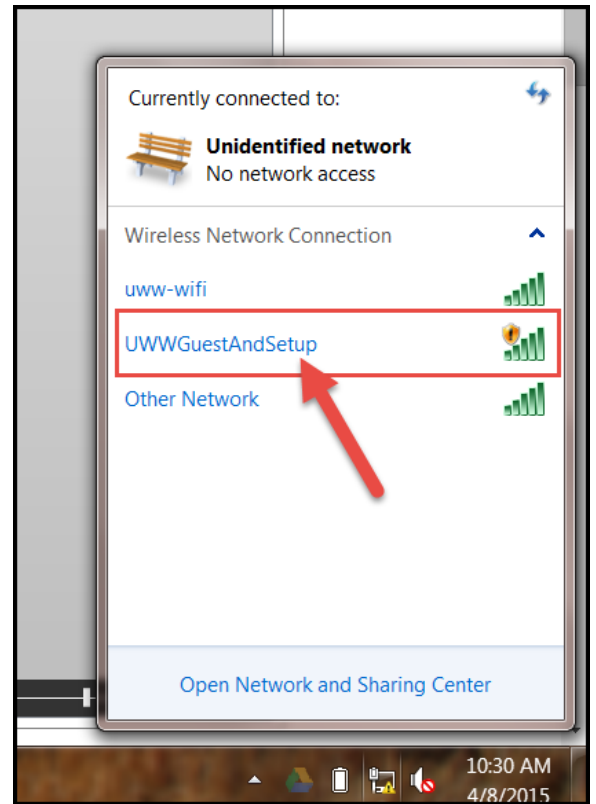 Currently connected to:
Unidentified network
No network access
Wireless Network Connection
uww-wifi
UWWGuestAndSetup
Other Network
Open Network and Sharing Center
10:30 AM
4/8/2015